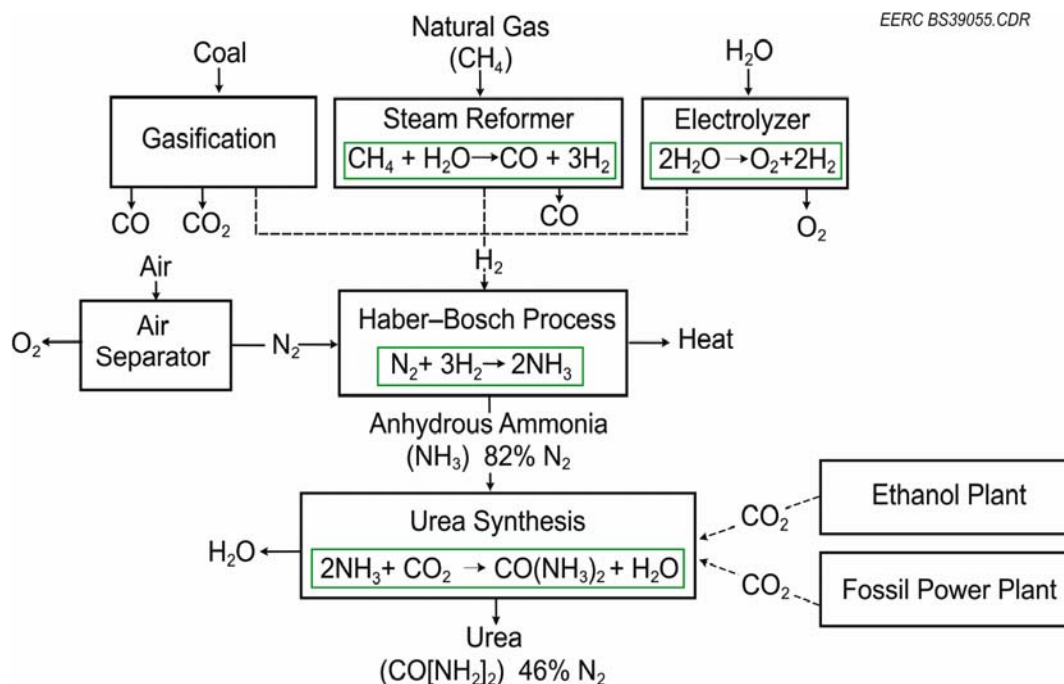 EERC BS39055.CDR
Coal
Natural Gas
(CH₄)
H₂O
Gasification
Steam Reformer
CH₄ + H₂O→CO + 3H₂
Electrolyzer
2H₂O →O₂+2H₂
CO
CO₂
CO
O₂
H₂
Air
Air
Separator
O₂
N₂
Haber–Bosch Process
N₂+ 3H₂→ 2NH₃
Heat
Anhydrous Ammonia
(NH₃) 82% N₂
Urea Synthesis
2NH₃+ CO₂ → CO(NH₃)₂ + H₂O
H₂O
CO₂
Ethanol Plant
CO₂
Fossil Power Plant
Urea
(CO[NH₂]₂) 46% N₂